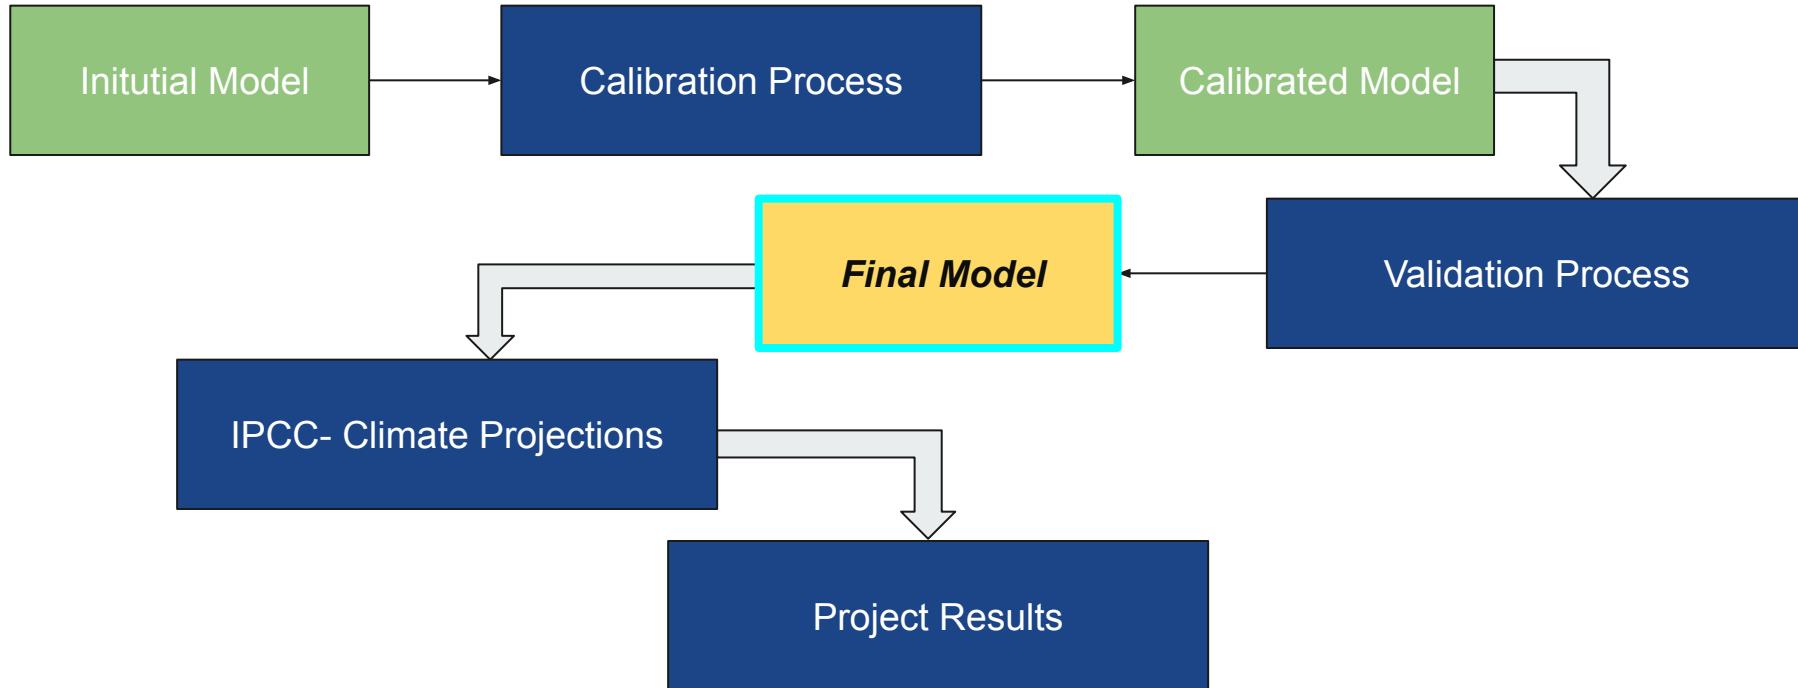 Initutial Model
Calibration Process
Calibrated Model
Validation Process
Final Model
IPCC- Climate Projections
Project Results